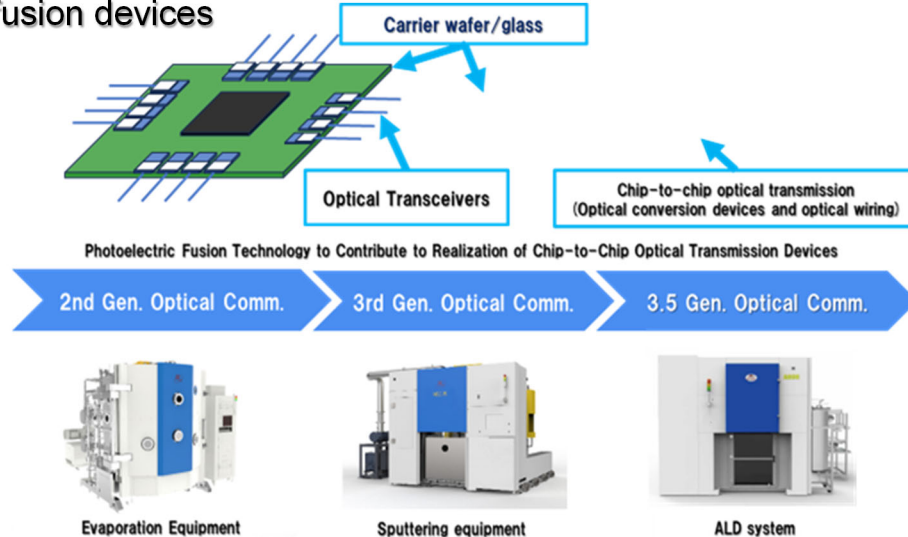 fusion devices
Carrier wafer/glass
Optical Transceivers
Chip-to-chip optical transmission
(Optical conversion devices and optical wiring)
Photoelectric Fusion Technology to Contribute to Realization of Chip-to-Chip Optical Transmission Devices
2nd Gen. Optical Comm.
3rd Gen. Optical Comm.
3.5 Gen. Optical Comm.
Evaporation Equipment
Sputtering equipment
ALD system